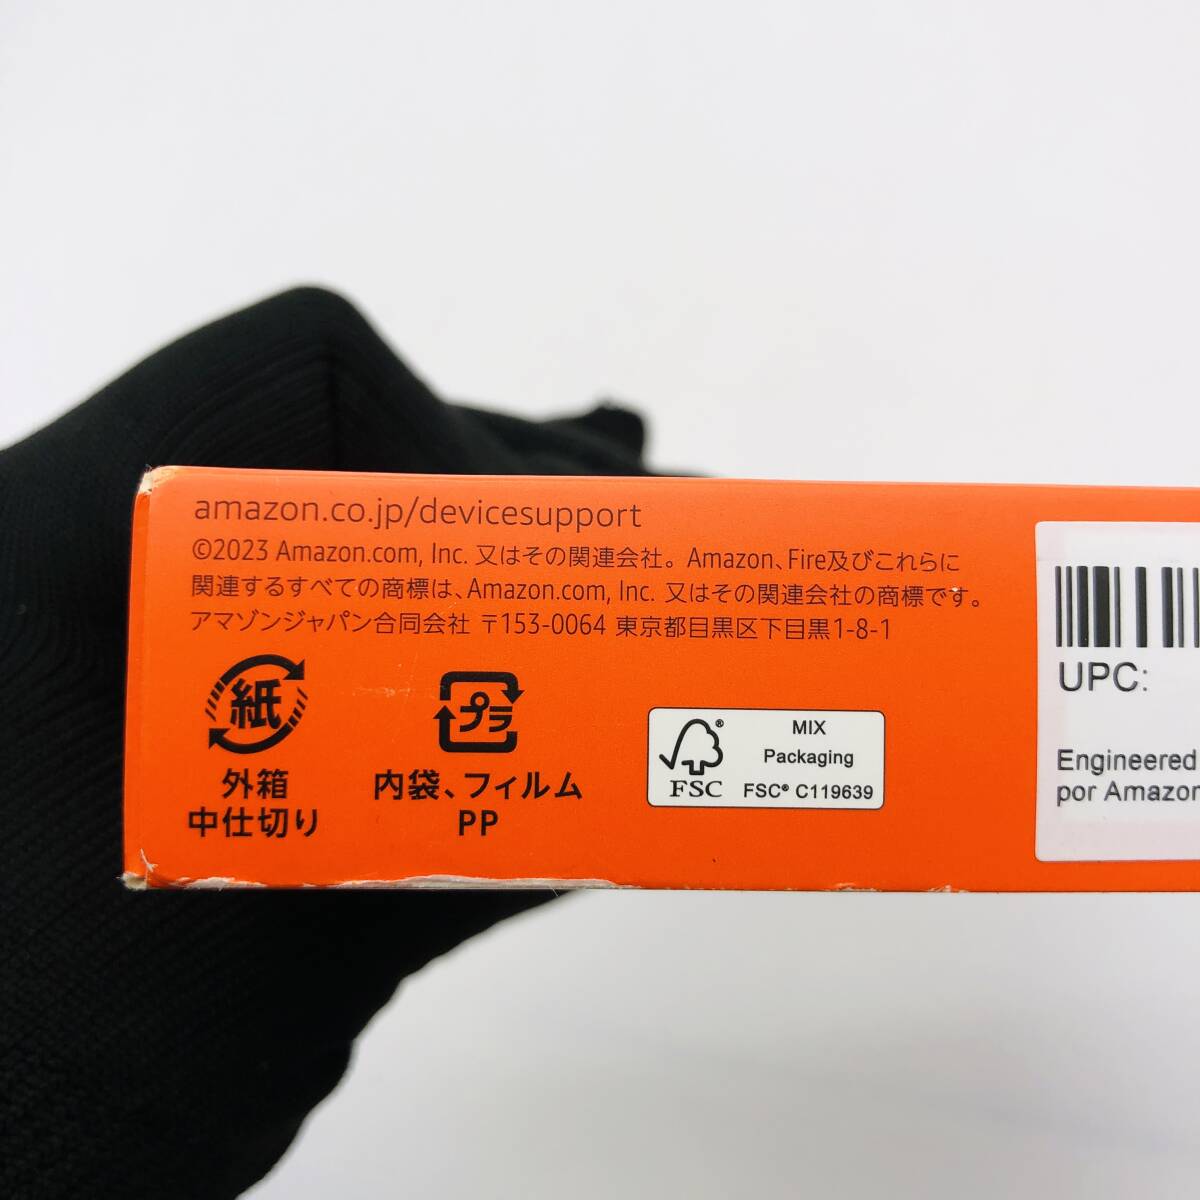 amazon.co.jp/devicesupport
©2023 Amazon.com, Inc. 又はその関連会社。Amazon、Fire及びこれらに
関連するすべての商標は、Amazon.com, Inc. 又はその関連会社の商標です。
アマゾンジャパン合同会社 〒153-0064 東京都目黒区下目黒1-8-1
紙
外箱
中仕切り
プラ
内袋、フィルム
PP
FSC®
MIX
Packaging
FSC® C119639
UPC:
Engineered
por Amazon